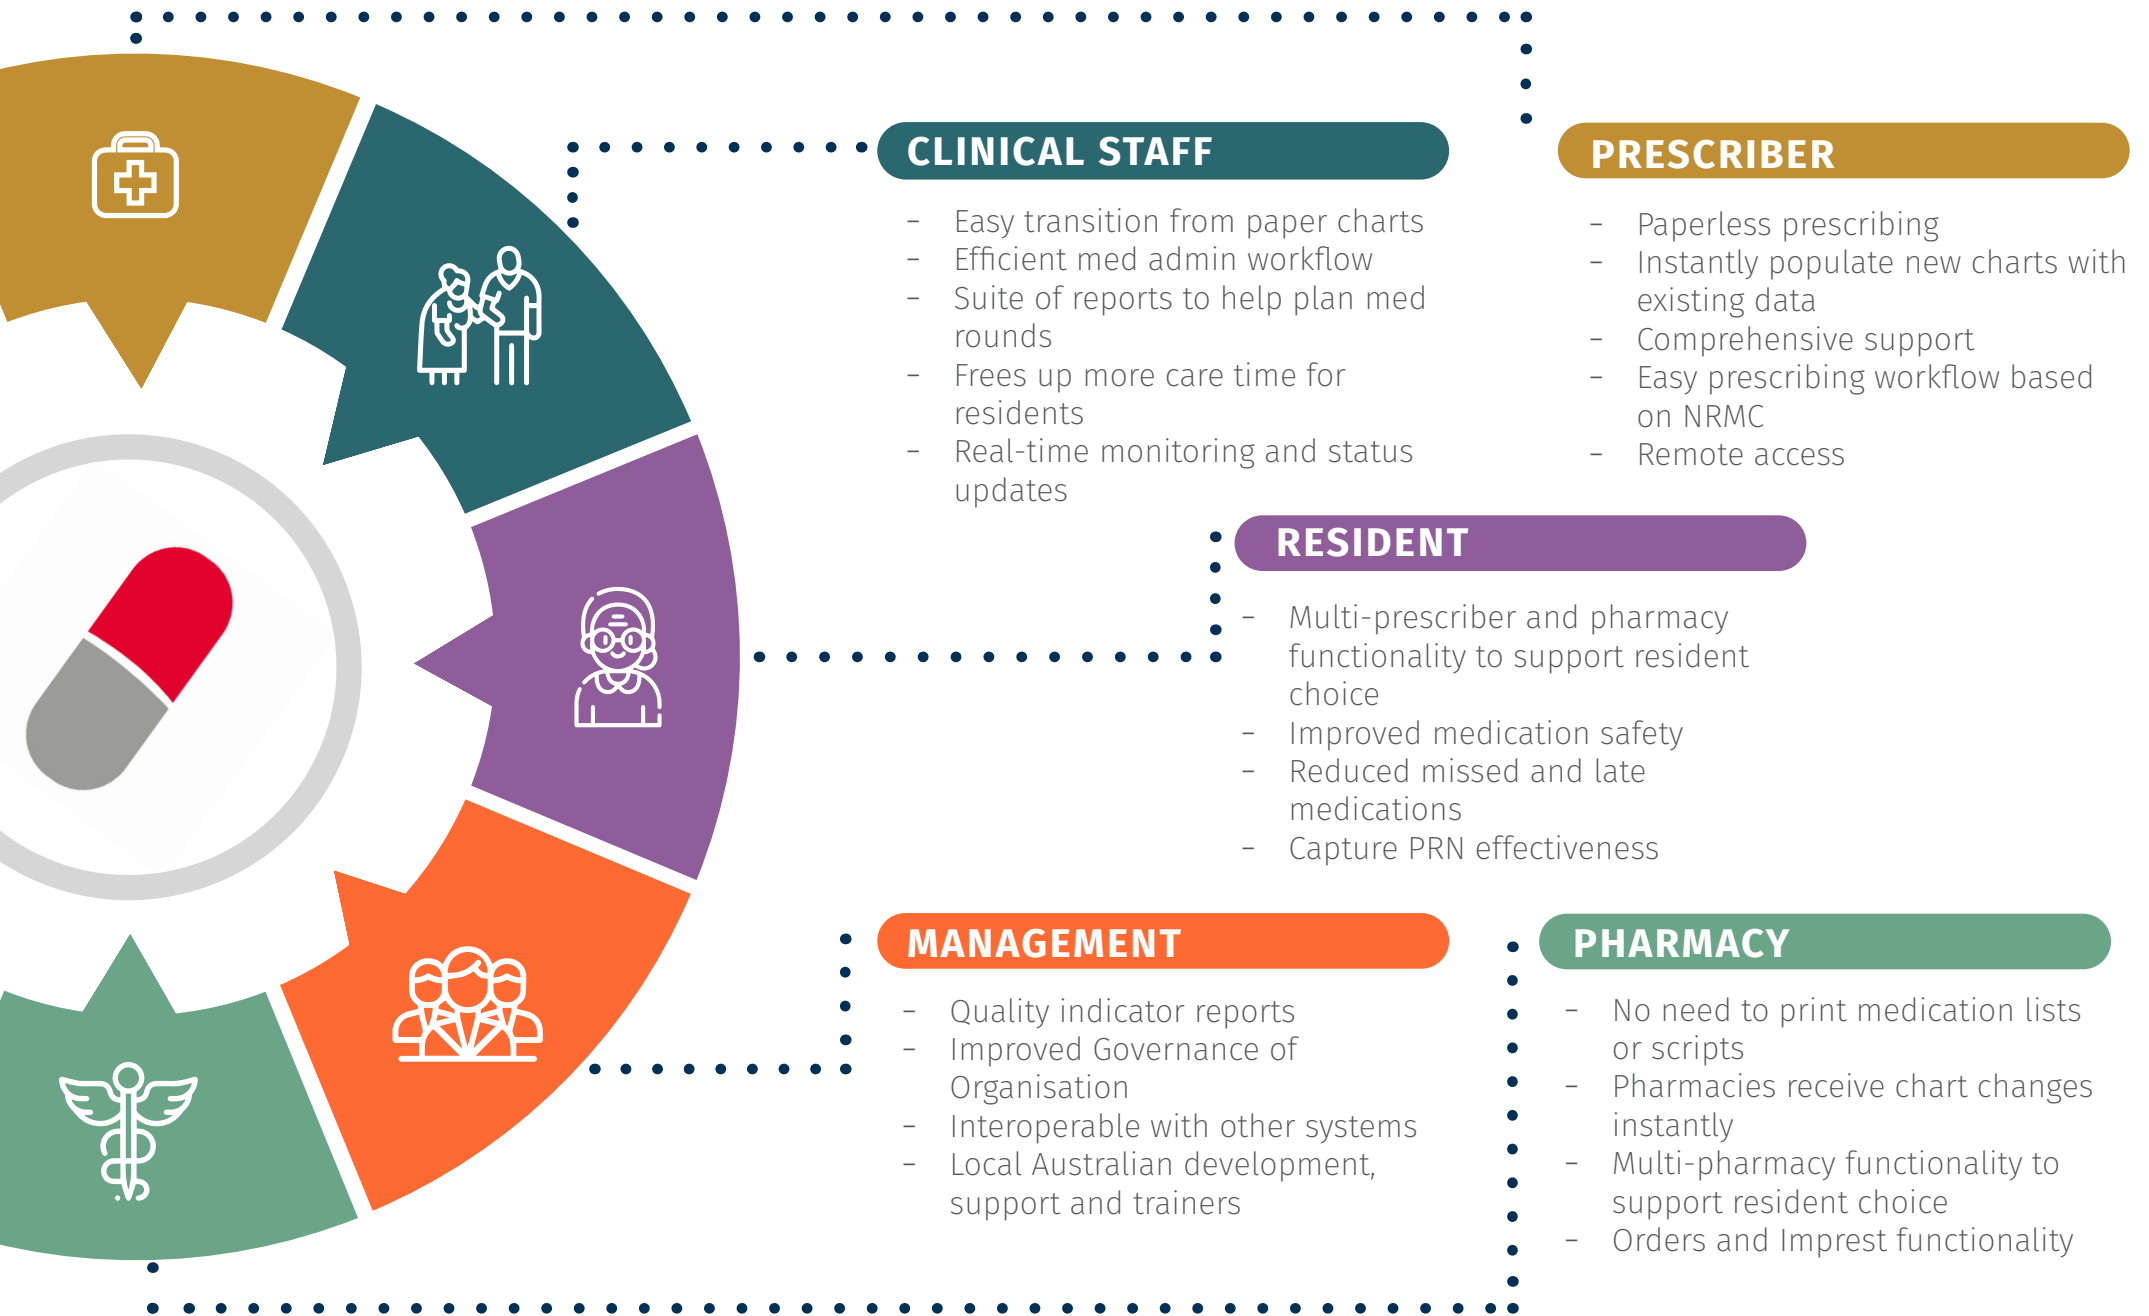 CLINICAL STAFF
- Easy transition from paper charts
- Efficient med admin workflow
- Suite of reports to help plan med
rounds
- Frees up more care time for
residents
- Real-time monitoring and status
updates
PRESCRIBER
- Paperless prescribing
- Instantly populate new charts with
existing data
- Comprehensive support
- Easy prescribing workflow based
on NRMC
- Remote access
RESIDENT
- Multi-prescriber and pharmacy
functionality to support resident
choice
- Improved medication safety
- Reduced missed and late
medications
- Capture PRN effectiveness
MANAGEMENT
- Quality indicator reports
- Improved Governance of
Organisation
- Interoperable with other systems
- Local Australian development,
support and trainers
PHARMACY
- No need to print medication lists
or scripts
- Pharmacies receive chart changes
instantly
- Multi-pharmacy functionality to
support resident choice
- Orders and Imprest functionality